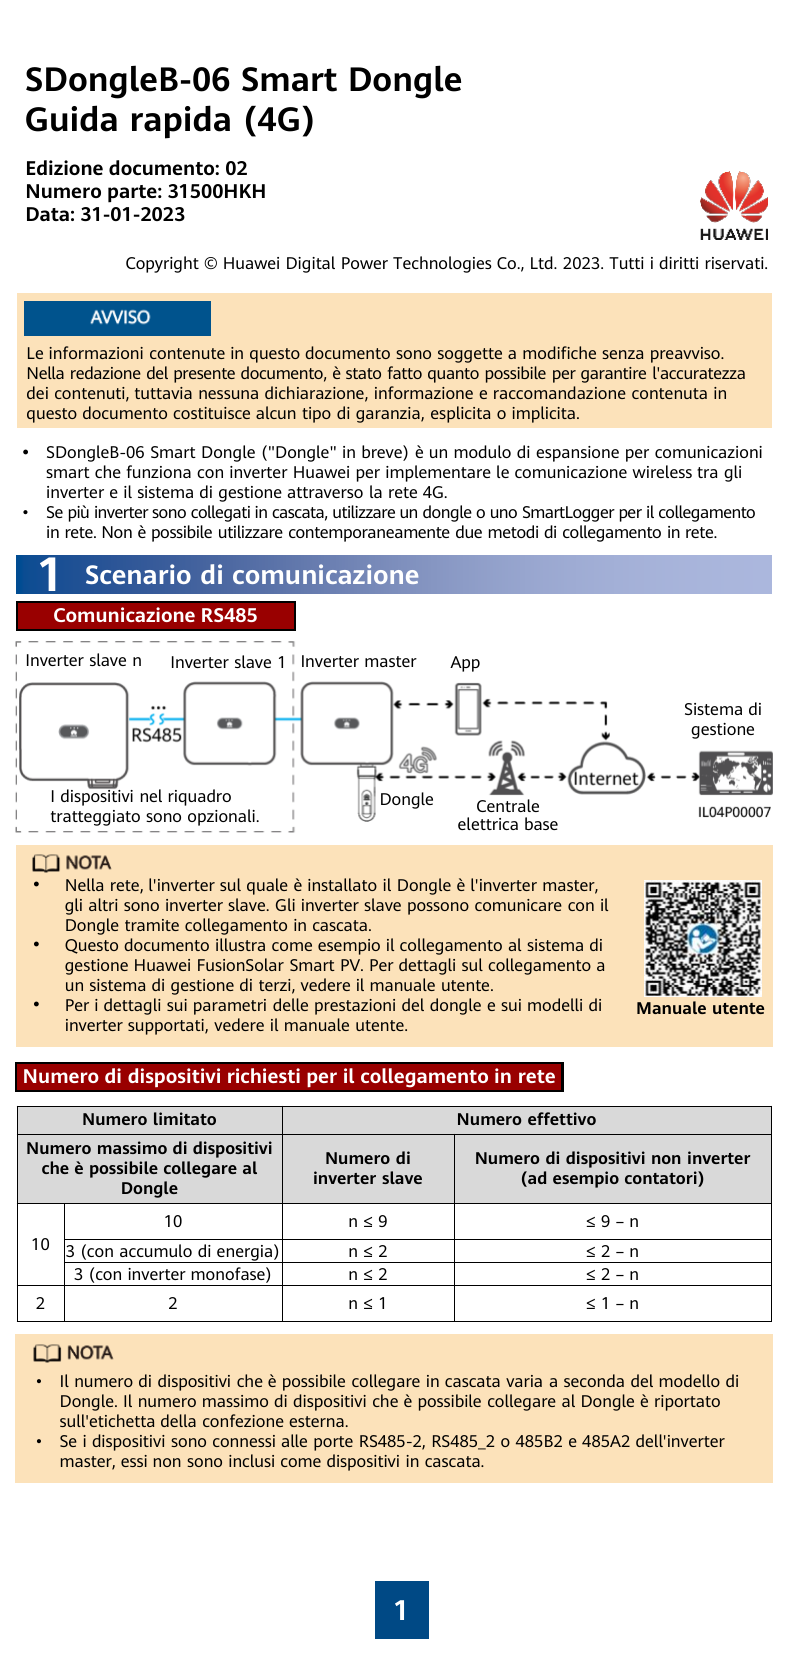 SDongleB-06 Smart Dongle
Guida rapida (4G)
Edizione documento: 02
Numero parte: 31500HKH
Data: 31-01-2023
HUAWEI
Copyright © Huawei Digital Power Technologies Co., Ltd. 2023. Tutti i diritti riservati.
AVVISO
Le informazioni contenute in questo documento sono soggette a modifiche senza preavviso.
Nella redazione del presente documento, è stato fatto quanto possibile per garantire l'accuratezza
dei contenuti, tuttavia nessuna dichiarazione, informazione e raccomandazione contenuta in
questo documento costituisce alcun tipo di garanzia, esplicita o implicita.
• SDongleB-06 Smart Dongle ("Dongle" in breve) è un modulo di espansione per comunicazioni
smart che funziona con inverter Huawei per implementare le comunicazione wireless tra gli
inverter e il sistema di gestione attraverso la rete 4G.
• Se più inverter sono collegati in cascata, utilizzare un dongle o uno SmartLogger per il collegamento
in rete. Non è possibile utilizzare contemporaneamente due metodi di collegamento in rete.
1 Scenario di comunicazione
Comunicazione RS485
Inverter slave n Inverter slave 1 Inverter master App
Sistema di
gestione
...
RS485
4G
Internet
Dongle
I dispositivi nel riquadro
tratteggiato sono opzionali.
Centrale
elettrica base
IL04P00007
NOTA
• Nella rete, l'inverter sul quale è installato il Dongle è l'inverter master,
gli altri sono inverter slave. Gli inverter slave possono comunicare con il
Dongle tramite collegamento in cascata.
• Questo documento illustra come esempio il collegamento al sistema di
gestione Huawei FusionSolar Smart PV. Per dettagli sul collegamento a
un sistema di gestione di terzi, vedere il manuale utente.
• Per i dettagli sui parametri delle prestazioni del dongle e sui modelli di
inverter supportati, vedere il manuale utente.
Manuale utente
Numero di dispositivi richiesti per il collegamento in rete
Numero limitato Numero effettivo
Numero massimo di dispositivi
che è possibile collegare al
Dongle
Numero di
inverter slave
Numero di dispositivi non inverter
(ad esempio contatori)
10 10 n ≤ 9 ≤ 9 – n
3 (con accumulo di energia) n ≤ 2 ≤ 2 – n
3 (con inverter monofase) n ≤ 2 ≤ 2 – n
2 2 n ≤ 1 ≤ 1 – n
NOTA
• Il numero di dispositivi che è possibile collegare in cascata varia a seconda del modello di
Dongle. Il numero massimo di dispositivi che è possibile collegare al Dongle è riportato
sull'etichetta della confezione esterna.
• Se i dispositivi sono connessi alle porte RS485-2, RS485_2 o 485B2 e 485A2 dell'inverter
master, essi non sono inclusi come dispositivi in cascata.
1